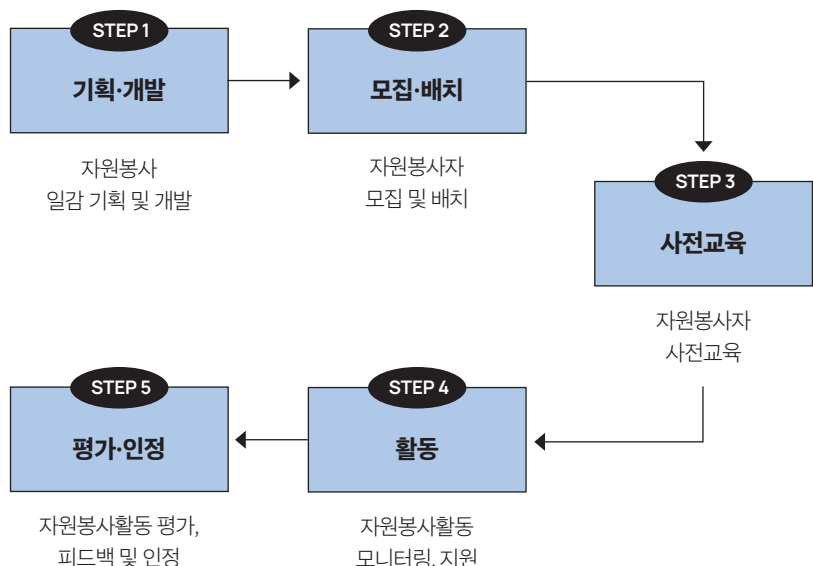 STEP 1
기획·개발
자원봉사
일감 기획 및 개발
STEP 2
모집·배치
자원봉사자
모집 및 배치
STEP 3
사전교육
자원봉사자
사전교육
STEP 4
활동
자원봉사활동
모니터링, 지원
STEP 5
평가·인정
자원봉사활동 평가,
피드백 및 인정